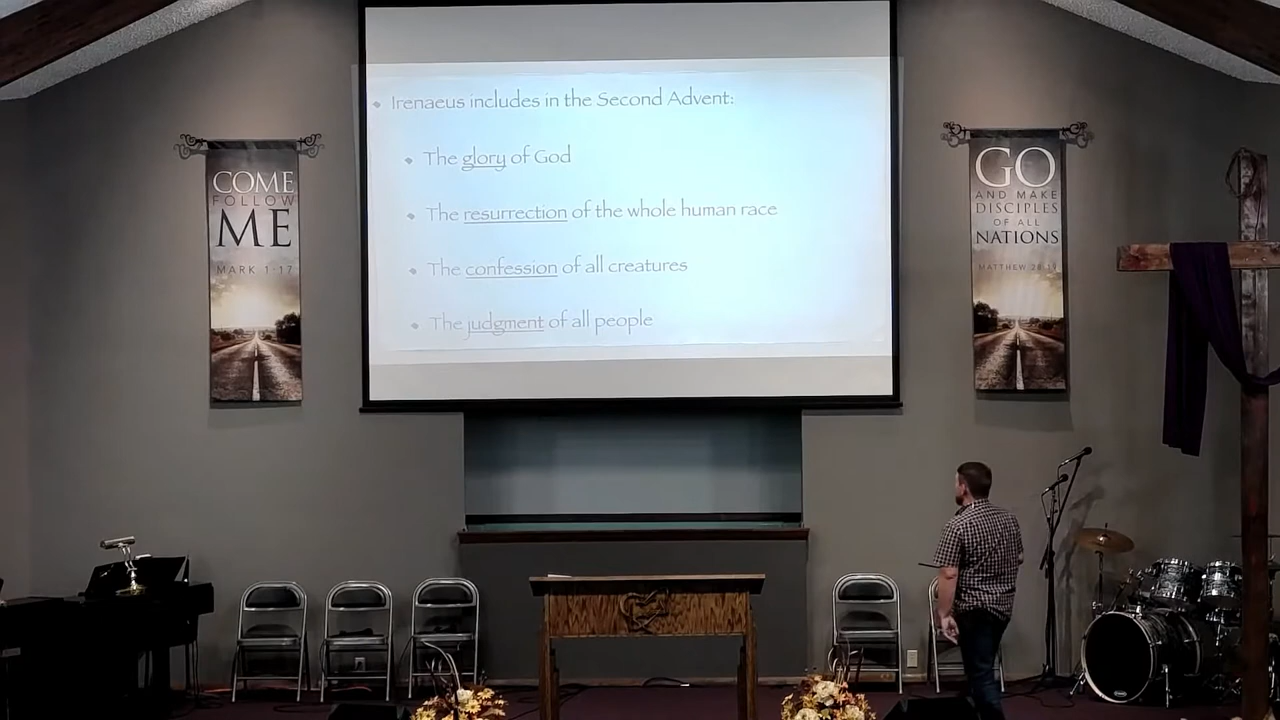 • Irenaeus includes in the Second Advent:
• The glory of God
• The resurrection of the whole human race
• The confession of all creatures
• The judgment of all people
COME
FOLLOW
ME
MARK 1:17
GO
AND MAKE
DISCIPLES
OF ALL
NATIONS
MATTHEW 28:19